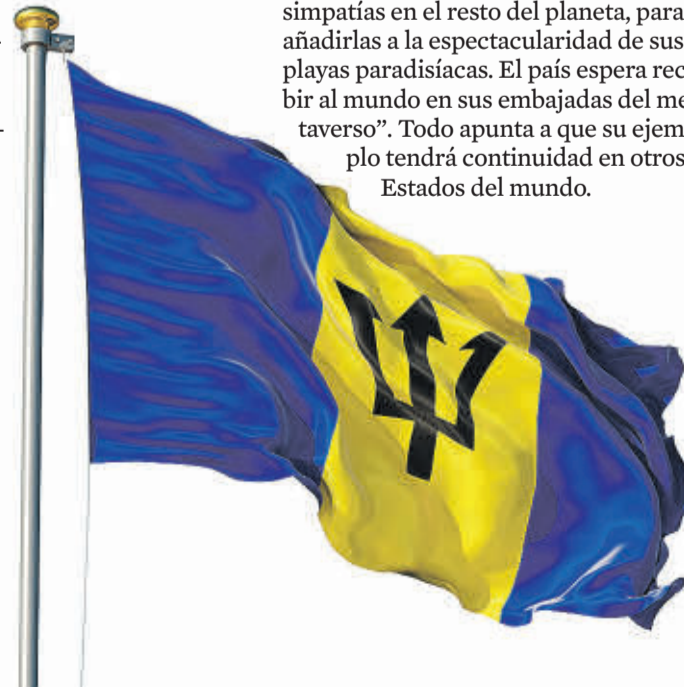 simpatías en el resto del planeta, para
añadirlas a la espectacularidad de sus
playas paradisíacas. El país espera rec
bir al mundo en sus embajadas del me
taverso”. Todo apunta a que su ejem
plo tendrá continuidad en otros
Estados del mundo.